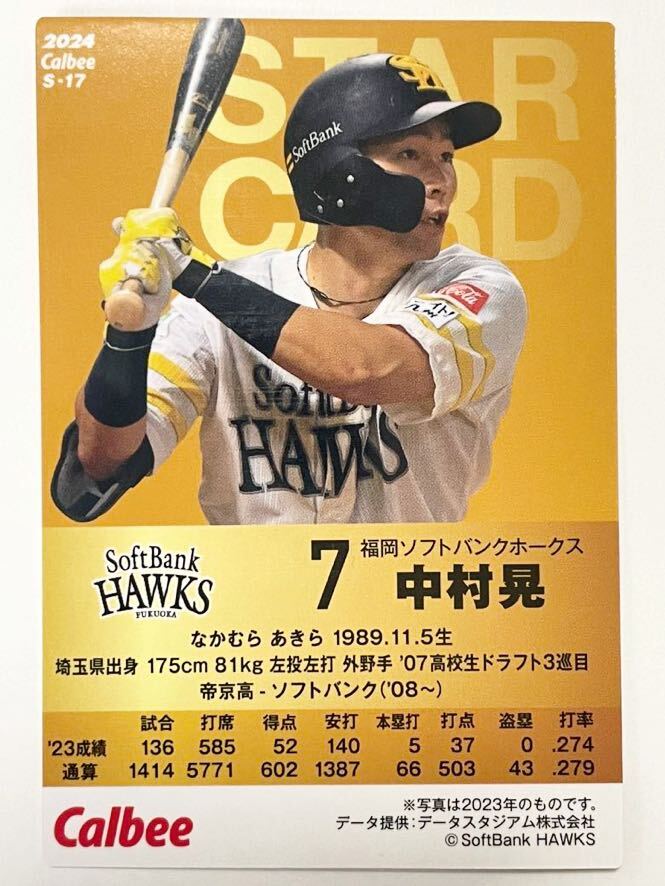 2024
Calbee
S-17
STAR
CARD
SoftBank
Cola
SoftBank
HAWKS
SoftBank
HAWKS
FUKUOKA
7
福岡ソフトバンクホークス
中村晃
なかむら あきら 1989.11.5生
埼玉県出身 175cm 81kg 左投左打 外野手 '07高校生ドラフト3巡目
帝京高 - ソフトバンク('08～)
試合 打席 得点 安打 本塁打 打点 盗塁 打率
'23成績 136 585 52 140 5 37 0 .274
通算 1414 5771 602 1387 66 503 43 .279
Calbee
※写真は2023年のものです。
データ提供:データスタジアム株式会社
© SoftBank HAWKS